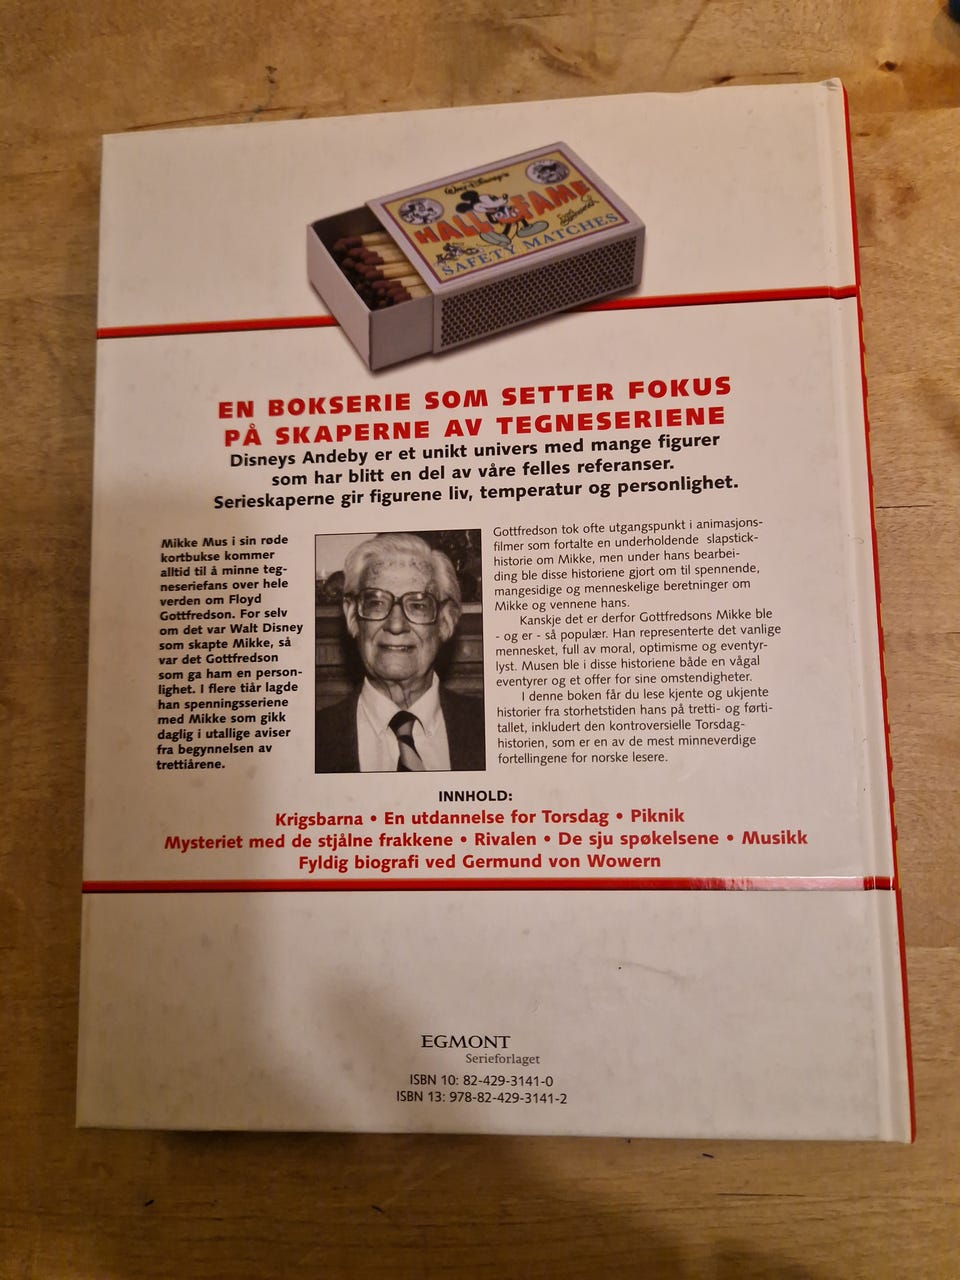 Walt Disney's
HALL OF FAME
SAFETY MATCHES
EN BOKSERIE SOM SETTER FOKUS
PÅ SKAPERNE AV TEGNESERIENE
Disneys Andeby er et unikt univers med mange figurer
som har blitt en del av våre felles referanser.
Serieskaperne gir figurene liv, temperatur og personlighet.
Mikke Mus i sin røde
kortbukse kommer
alltid til å minne teg-
neseriefans over hele
verden om Floyd
Gottfredson. For selv
om det var Walt Disney
som skapte Mikke, så
var det Gottfredson
som ga ham en person-
lighet. I flere tiår lagde
han spenningsseriene
med Mikke som gikk
daglig i utallige aviser
fra begynnelsen av
trettiårene.
Gottfredson tok ofte utgangspunkt i animasjons-
filmer som fortalte en underholdende slapstick-
historie om Mikke, men under hans bearbei-
ding ble disse historiene gjort om til spennende,
mangesidige og menneskelige beretninger om
Mikke og vennene hans.
Kanskje det er derfor Gottfredsons Mikke ble
- og er - så populær. Han representerte det vanlige
mennesket, full av moral, optimisme og eventyr-
lyst. Musen ble i disse historiene både en vågal
eventyrer og et offer for sine omstendigheter.
I denne boken får du lese kjente og ukjente
historier fra storhetstiden hans på tretti- og førti-
tallet, inkludert den kontroversielle Torsdag-
historien, som er en av de mest minneverdige
fortellingene for norske lesere.
INNHOLD:
Krigsbarna • En utdannelse for Torsdag • Piknik
Mysteriet med de stjålne frakkene • Rivalen • De sju spøkelsene • Musikk
Fyldig biografi ved Germund von Wowern
EGMONT
Serieforlaget
ISBN 10: 82-429-3141-0
ISBN 13: 978-82-429-3141-2